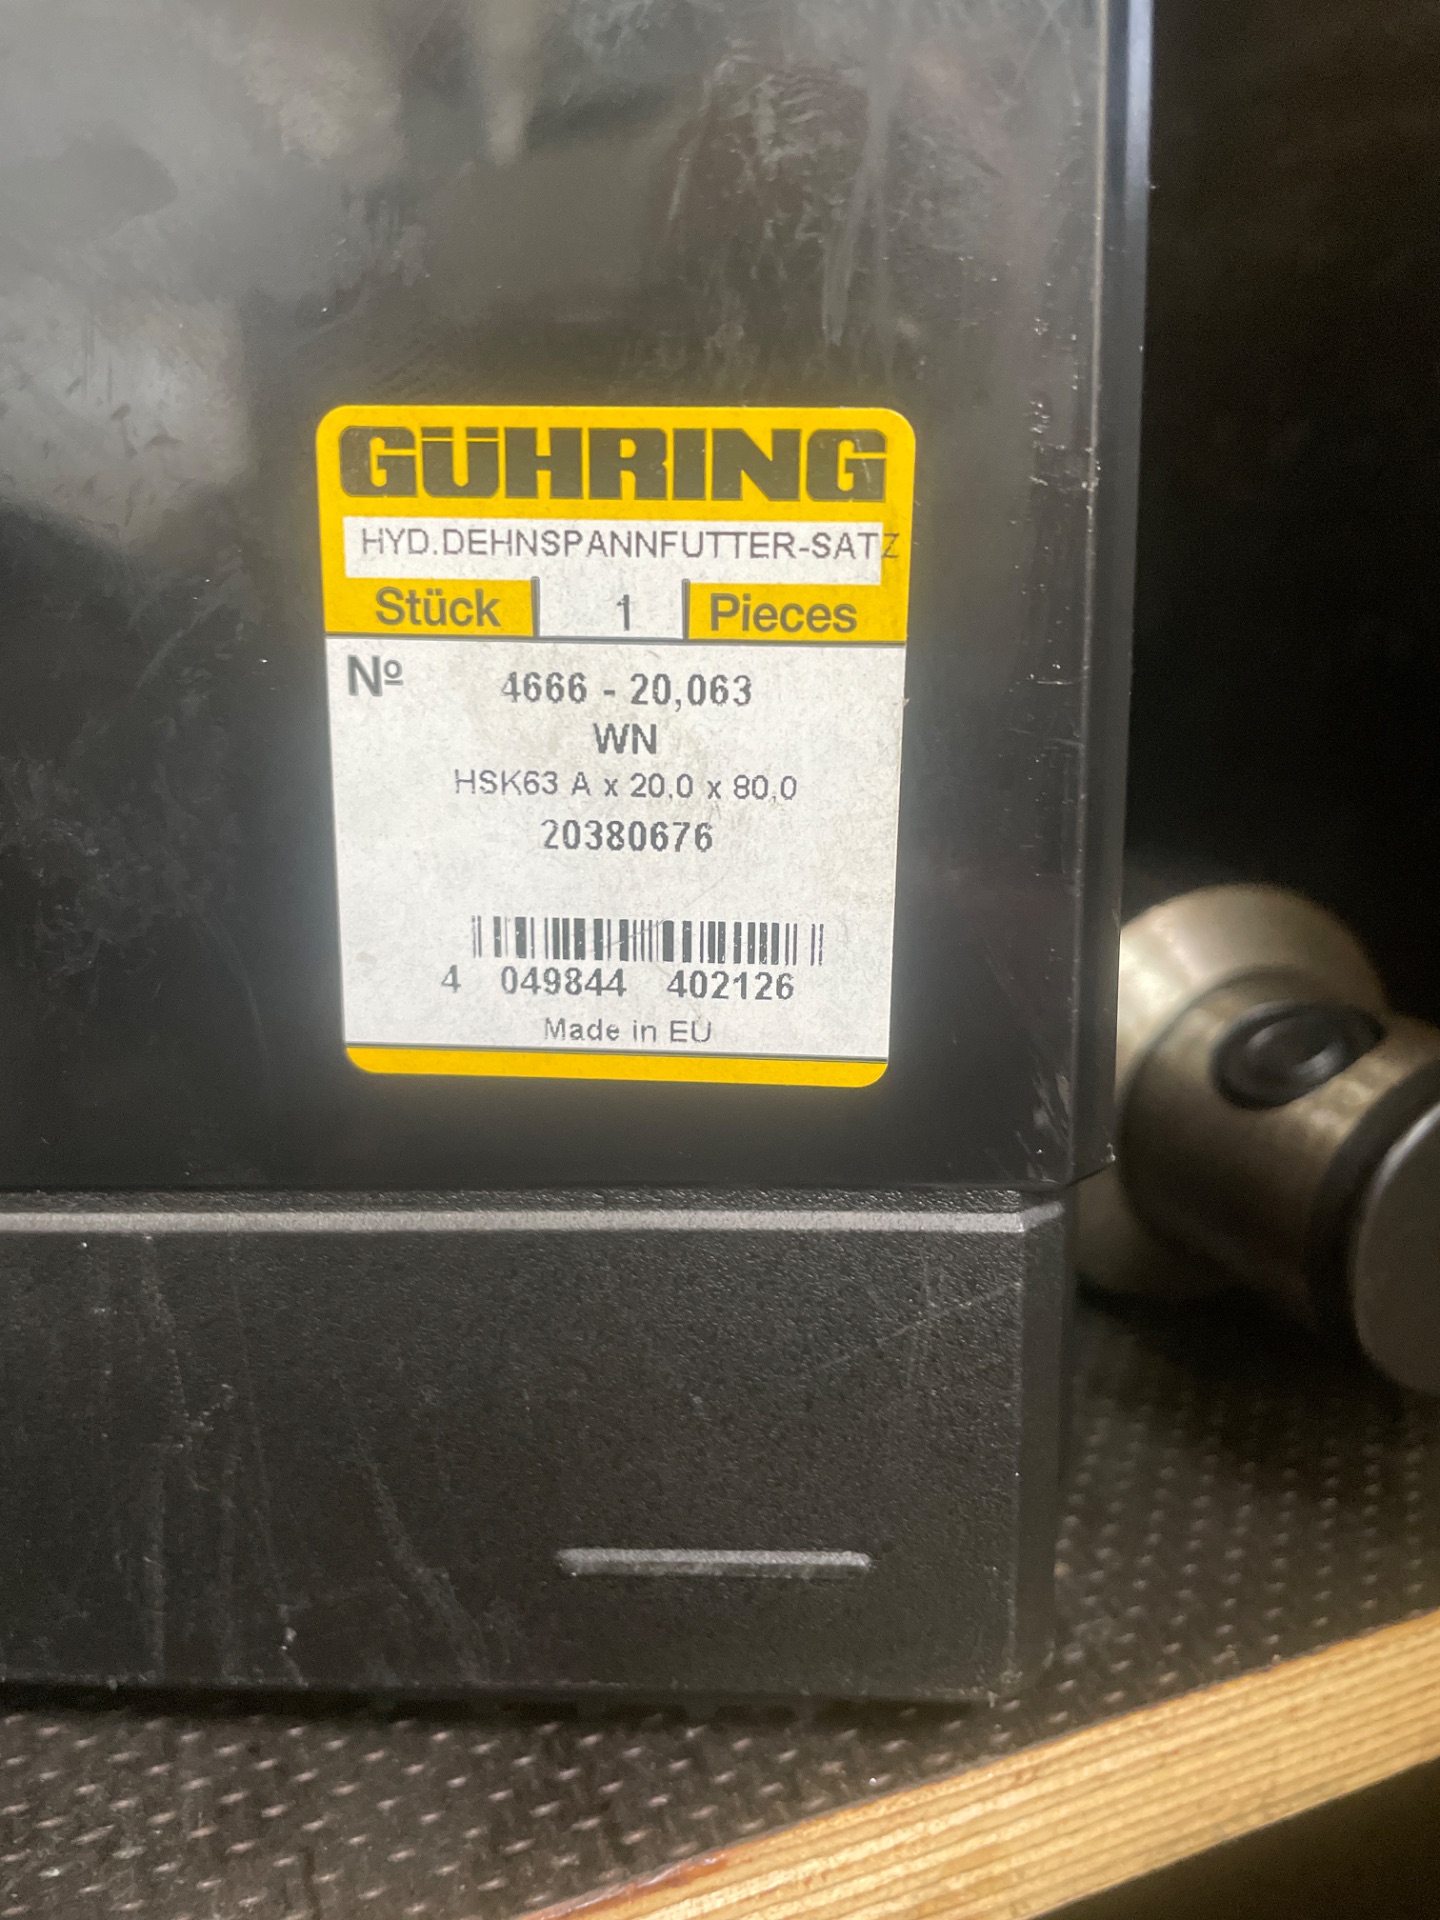 GÜHRING
HYD.DEHNSPANNFUTTER-SATZ
Stück 1 Pieces
Nº 4666 - 20,063
WN
HSK63 A x 20,0 x 80,0
20380676
4 049844 402126
Made in EU